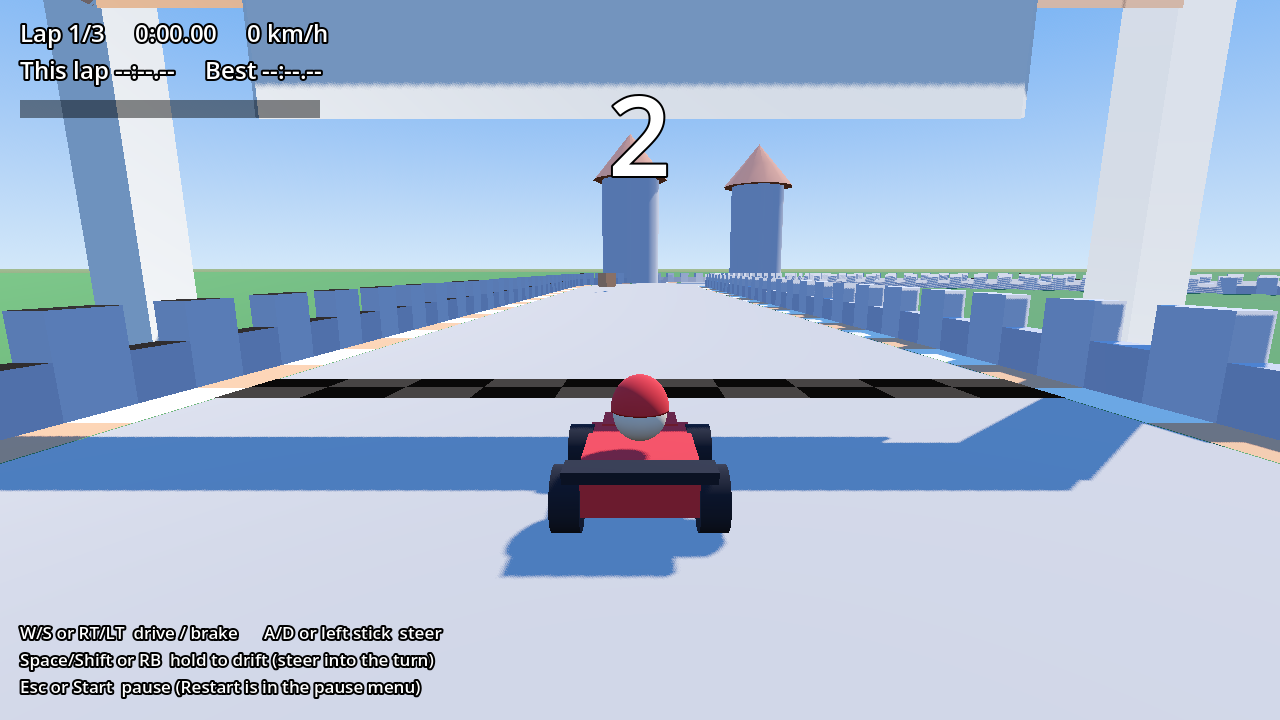 Lap 1/3 0:00.00 0 km/h
This lap --:--.-- Best --:--.--
2
W/S or RT/LT drive / brake A/D or left stick steer
Space/Shift or RB hold to drift (steer into the turn)
Esc or Start pause (Restart is in the pause menu)